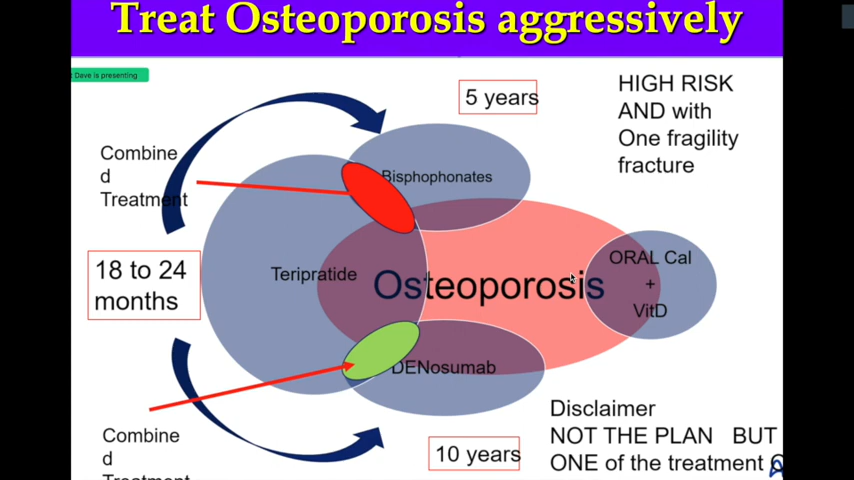 Treat Osteoporosis aggressively
Dave is presenting
5 years
HIGH RISK
AND with
One fragility
fracture
Combine
d
Treatment
Bisphophonates
18 to 24
months
Teripratide
Osteoporosis
ORAL Cal
+
VitD
DENosumab
Combine
d
Treatment
10 years
Disclaimer
NOT THE PLAN BUT
ONE of the treatment